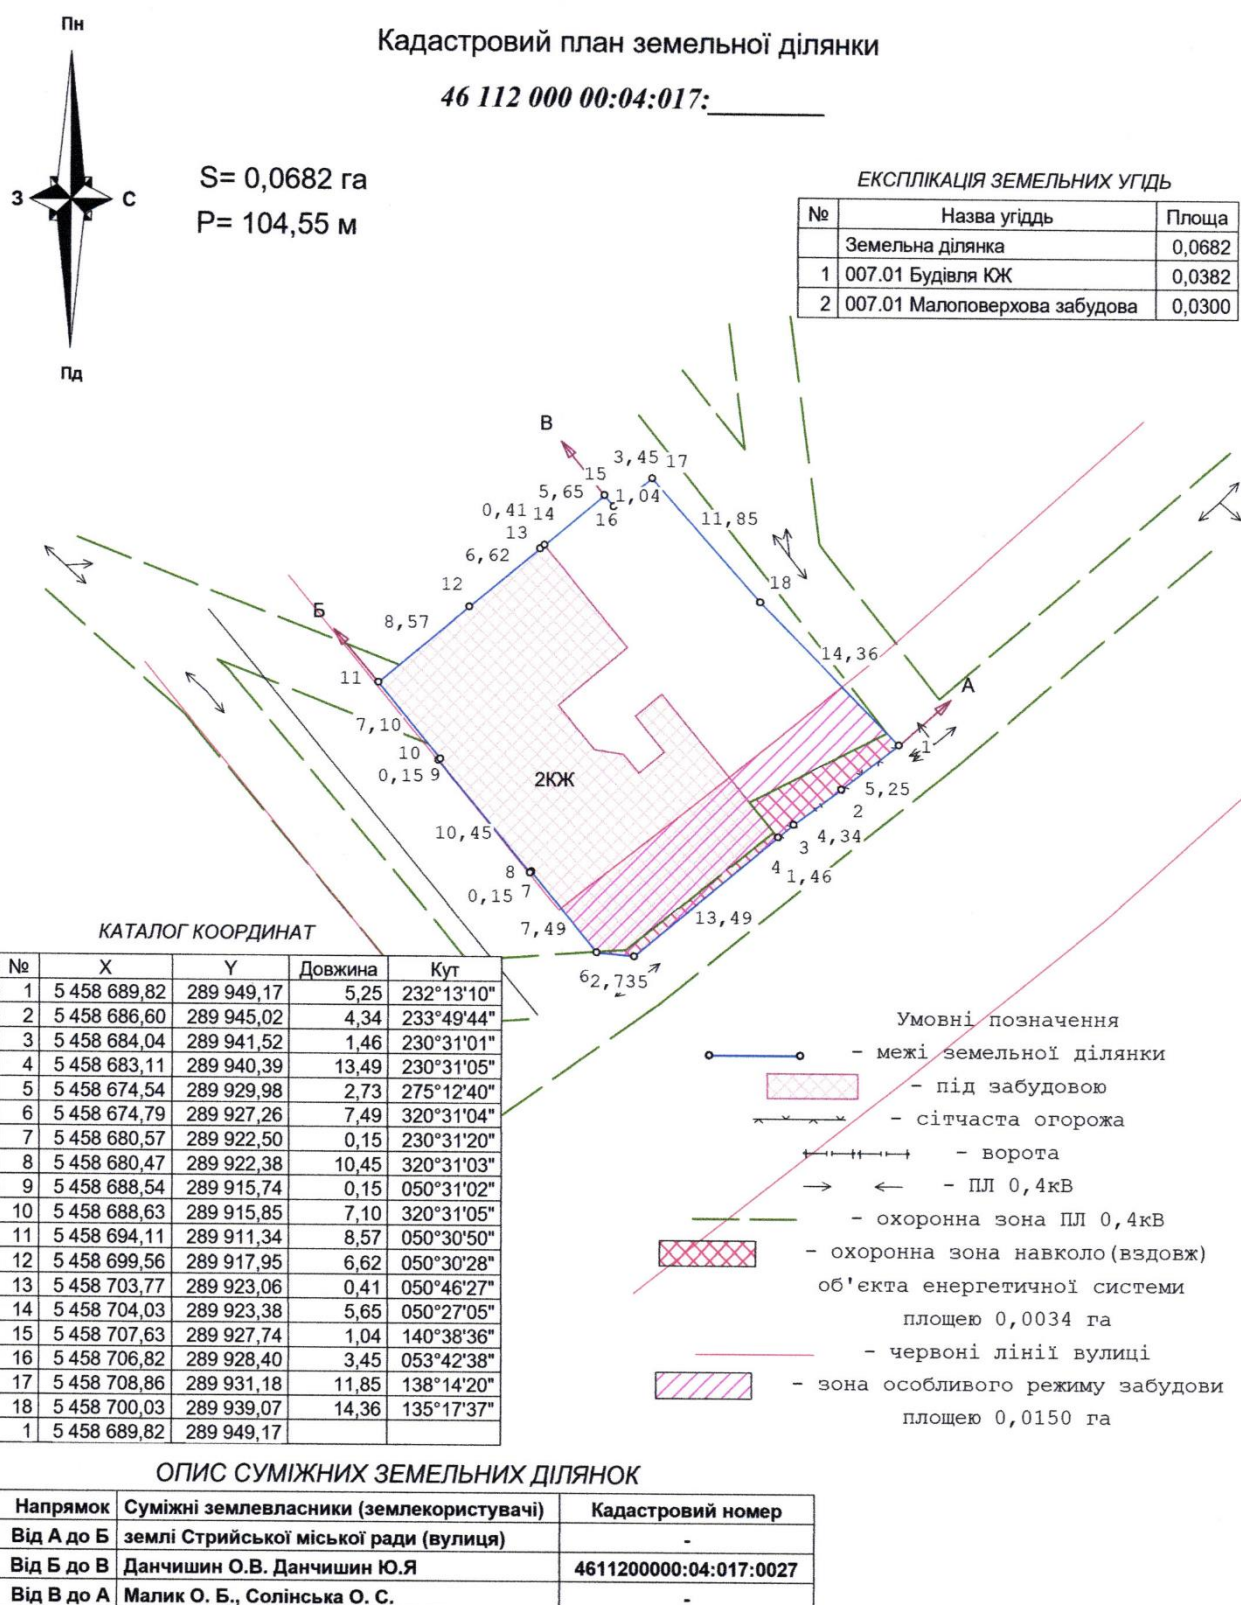 Пн
Кадастровий план земельної ділянки
46 112 000 00:04:017:
З
С
Пд
S= 0,0682 га
P= 104,55 м
ЕКСПЛІКАЦІЯ ЗЕМЕЛЬНИХ УГІДЬ
№ Назва угіддь Площа
Земельна ділянка 0,0682
1 007.01 Будівля КЖ 0,0382
2 007.01 Малоповерхова забудова 0,0300
В
3,45 17
15
5,65 1,04
0,41 14 16 11,85
13
6,62
12 18
Б 8,57
14,36
11 А
7,10
10 1
0,15 9 2КЖ 5,25
2
10,45 3 4,34
8 4 1,46
0,15 7
13,49
7,49
6 2,73 5
КАТАЛОГ КООРДИНАТ
№ X Y Довжина Кут
1 5 458 689,82 289 949,17 5,25 232°13'10"
2 5 458 686,60 289 945,02 4,34 233°49'44"
3 5 458 684,04 289 941,52 1,46 230°31'01"
4 5 458 683,11 289 940,39 13,49 230°31'05"
5 5 458 674,54 289 929,98 2,73 275°12'40"
6 5 458 674,79 289 927,26 7,49 320°31'04"
7 5 458 680,57 289 922,50 0,15 230°31'20"
8 5 458 680,47 289 922,38 10,45 320°31'03"
9 5 458 688,54 289 915,74 0,15 050°31'02"
10 5 458 688,63 289 915,85 7,10 320°31'05"
11 5 458 694,11 289 911,34 8,57 050°30'50"
12 5 458 699,56 289 917,95 6,62 050°30'28"
13 5 458 703,77 289 923,06 0,41 050°46'27"
14 5 458 704,03 289 923,38 5,65 050°27'05"
15 5 458 707,63 289 927,74 1,04 140°38'36"
16 5 458 706,82 289 928,40 3,45 053°42'38"
17 5 458 708,86 289 931,18 11,85 138°14'20"
18 5 458 700,03 289 939,07 14,36 135°17'37"
1 5 458 689,82 289 949,17
Умовні позначення
- межі земельної ділянки
- під забудовою
- сітчаста огорожа
- ворота
- ПЛ 0,4кВ
- охоронна зона ПЛ 0,4кВ
- охоронна зона навколо(вздовж)
об'єкта енергетичної системи
площею 0,0034 га
- червоні лінії вулиці
- зона особливого режиму забудови
площею 0,0150 га
ОПИС СУМІЖНИХ ЗЕМЕЛЬНИХ ДІЛЯНОК
Напрямок Суміжні землевласники (землекористувачі) Кадастровий номер
Від А до Б землі Стрийської міської ради (вулиця) -
Від Б до В Данчишин О.В. Данчишин Ю.Я 4611200000:04:017:0027
Від В до А Малик О. Б., Солінська О. С. -